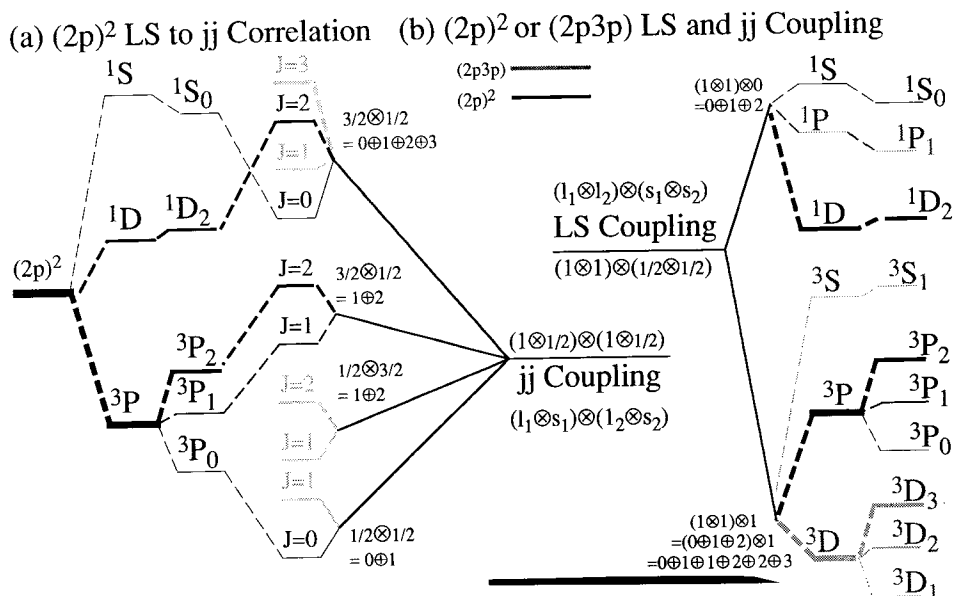 (a) (2p)² LS to jj Correlation
(b) (2p)² or (2p3p) LS and jj Coupling
¹S
¹S₀
J=3
J=2
3/2⊗1/2
= 0⊕1⊕2⊕3
J=1
J=0
¹D
¹D₂
(2p)²
J=2
3/2⊗1/2
= 1⊕2
J=1
³P₂
³P
³P₁
J=2
1/2⊗3/2
= 1⊕2
J=1
³P₀
J=1
J=0
1/2⊗1/2
= 0⊕1
(1⊗1/2)⊗(1⊗1/2)
jj Coupling
(l₁⊗s₁)⊗(l₂⊗s₂)
(2p3p)
(2p)²
(1⊗1)⊗0
=0⊕1⊕2
¹S
¹S₀
¹P
¹P₁
(l₁⊗l₂)⊗(s₁⊗s₂)
LS Coupling
(1⊗1)⊗(1/2⊗1/2)
¹D
¹D₂
³S
³S₁
³P
³P₂
³P₁
³P₀
(1⊗1)⊗1
=(0⊕1⊕2)⊗1
=0⊕1⊕1⊕2⊕2⊕3
³D
³D₃
³D₂
³D₁